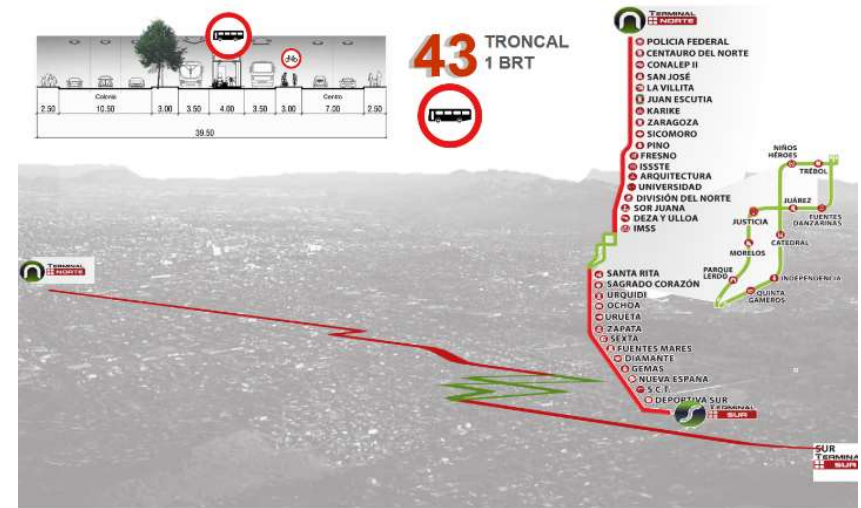 Colonia
Centro
2.50
10.50
3.00
3.50
4.00
3.50
3.00
7.00
2.50
39.50
43 TRONCAL
1 BRT
TERMINAL
NORTE
POLICIA FEDERAL
CENTAURO DEL NORTE
CONALEP II
SAN JOSÉ
LA VILLITA
JUAN ESCUTIA
KARIKE
ZARAGOZA
SICOMORO
PINO
FRESNO
ISSSTE
ARQUITECTURA
UNIVERSIDAD
DIVISIÓN DEL NORTE
SOR JUANA
DEZA Y ULLOA
IMSS
NIÑOS
HÉROES
TRÉBOL
JUÁREZ
JUSTICIA
FUENTES
DANZARINAS
MORELOS
CATEDRAL
PARQUE
LERDO
INDEPENDENCIA
QUINTA
GAMEROS
SANTA RITA
SAGRADO CORAZÓN
URQUIDI
OCHOA
URUETA
ZAPATA
SEXTA
FUENTES MARES
DIAMANTE
GEMAS
NUEVA ESPAÑA
S.C.T.
DEPORTIVA SUR
TERMINAL
SUR
TERMINAL
NORTE
SUR
TERMINA
SUR